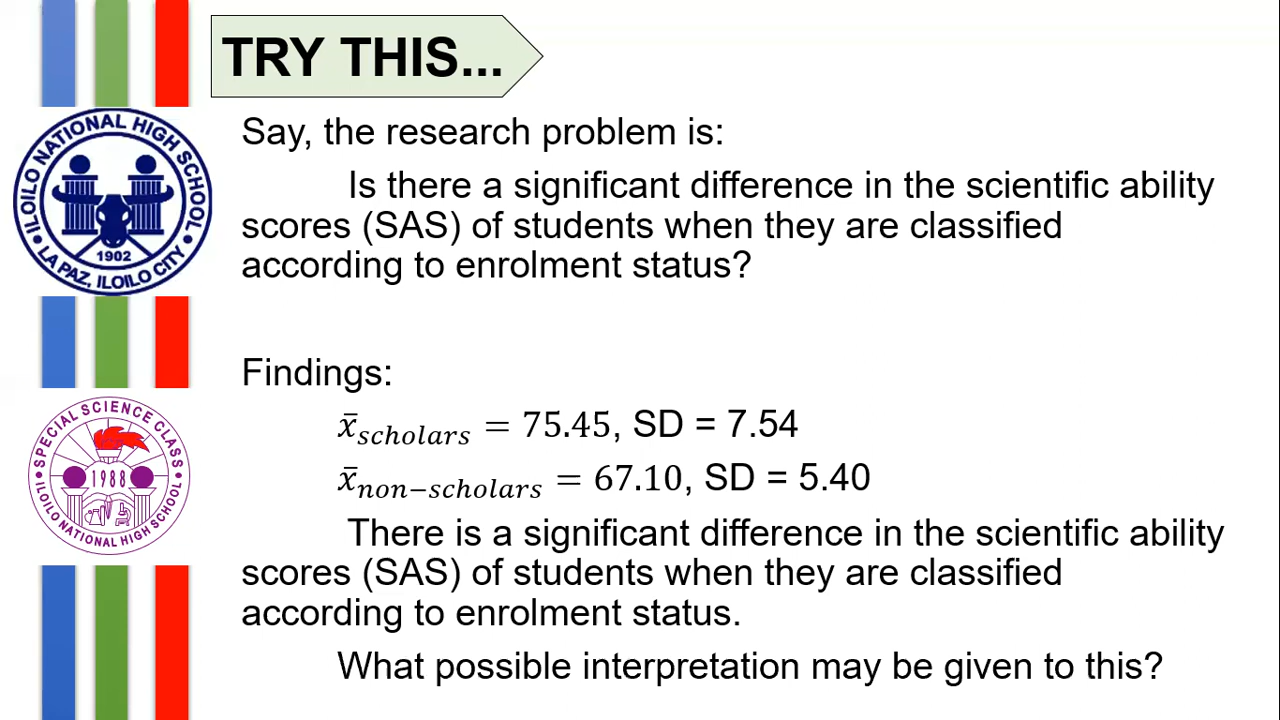 TRY THIS...
Say, the research problem is:
Is there a significant difference in the scientific ability
scores (SAS) of students when they are classified
according to enrolment status?
Findings:
x̄scholars = 75.45, SD = 7.54
x̄non−scholars = 67.10, SD = 5.40
There is a significant difference in the scientific ability
scores (SAS) of students when they are classified
according to enrolment status.
What possible interpretation may be given to this?
ILOILO NATIONAL HIGH SCHOOL
1902
LA PAZ, ILOILO CITY
SPECIAL SCIENCE CLASS
1988
ILOILO NATIONAL HIGH SCHOOL